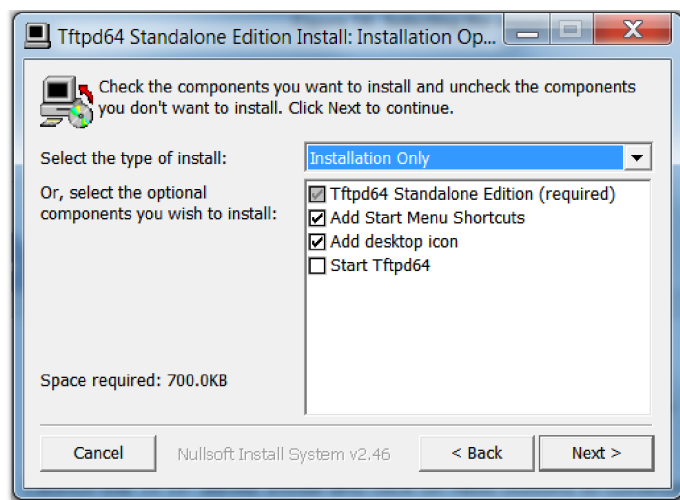 Tftpd64 Standalone Edition Install: Installation Op...
Check the components you want to install and uncheck the components
you don't want to install. Click Next to continue.
Select the type of install:
Installation Only
Or, select the optional
components you wish to install:
Tftpd64 Standalone Edition (required)
Add Start Menu Shortcuts
Add desktop icon
Start Tftpd64
Space required: 700.0KB
Cancel
Nullsoft Install System v2.46
< Back
Next >